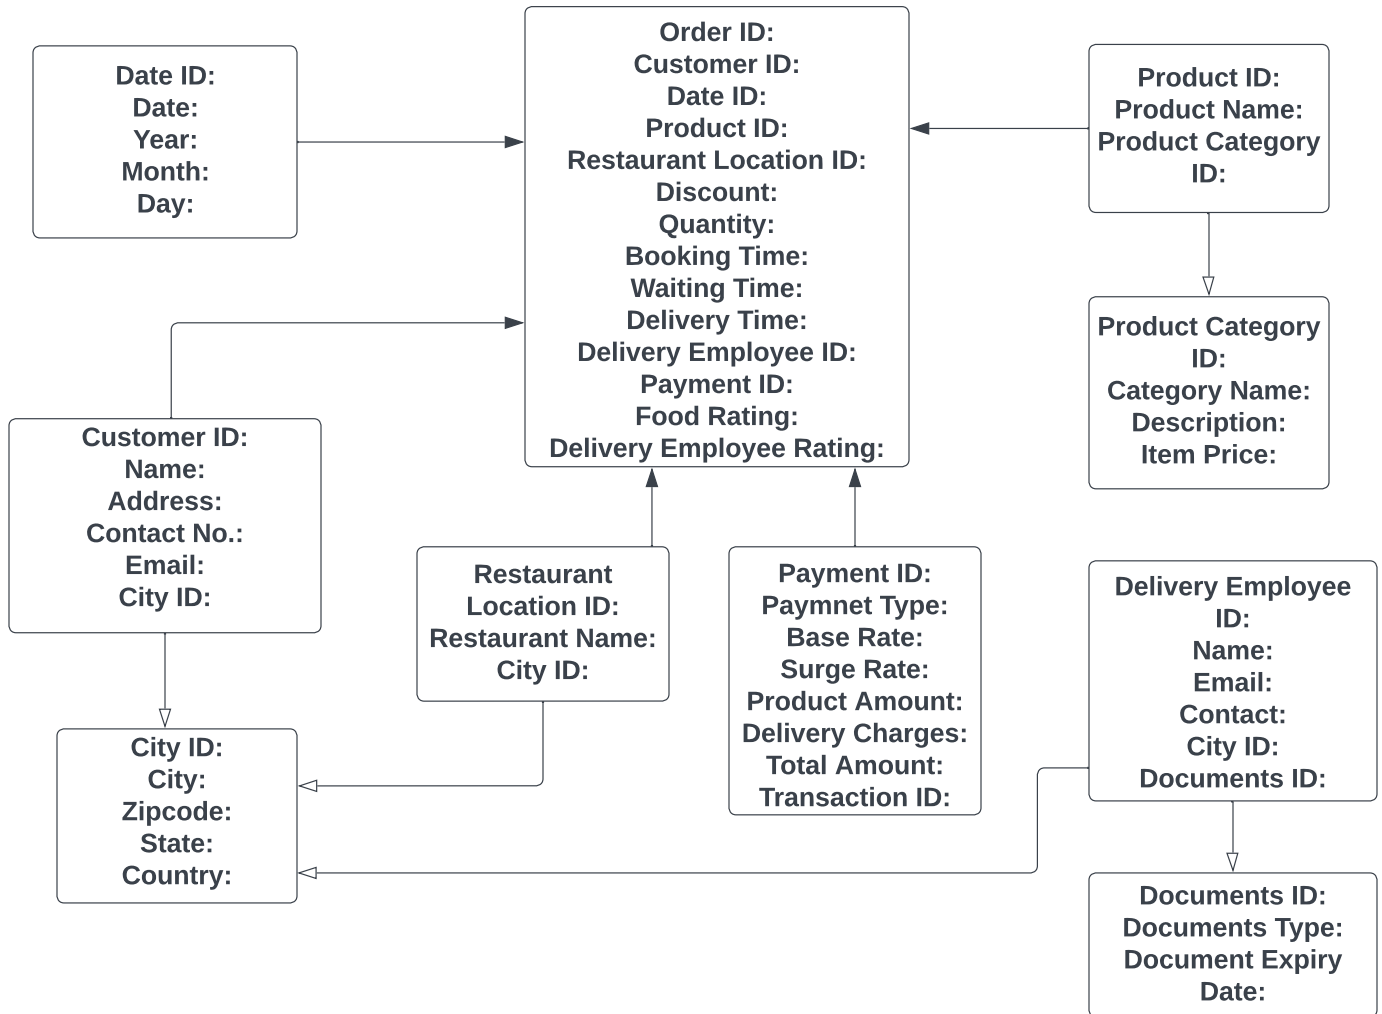 Date ID:
Date:
Year:
Month:
Day:
Order ID:
Customer ID:
Date ID:
Product ID:
Restaurant Location ID:
Discount:
Quantity:
Booking Time:
Waiting Time:
Delivery Time:
Delivery Employee ID:
Payment ID:
Food Rating:
Delivery Employee Rating:
Product ID:
Product Name:
Product Category
ID:
Product Category
ID:
Category Name:
Description:
Item Price:
Customer ID:
Name:
Address:
Contact No.:
Email:
City ID:
Restaurant
Location ID:
Restaurant Name:
City ID:
Payment ID:
Paymnet Type:
Base Rate:
Surge Rate:
Product Amount:
Delivery Charges:
Total Amount:
Transaction ID:
Delivery Employee
ID:
Name:
Email:
Contact:
City ID:
Documents ID:
City ID:
City:
Zipcode:
State:
Country:
Documents ID:
Documents Type:
Document Expiry
Date: